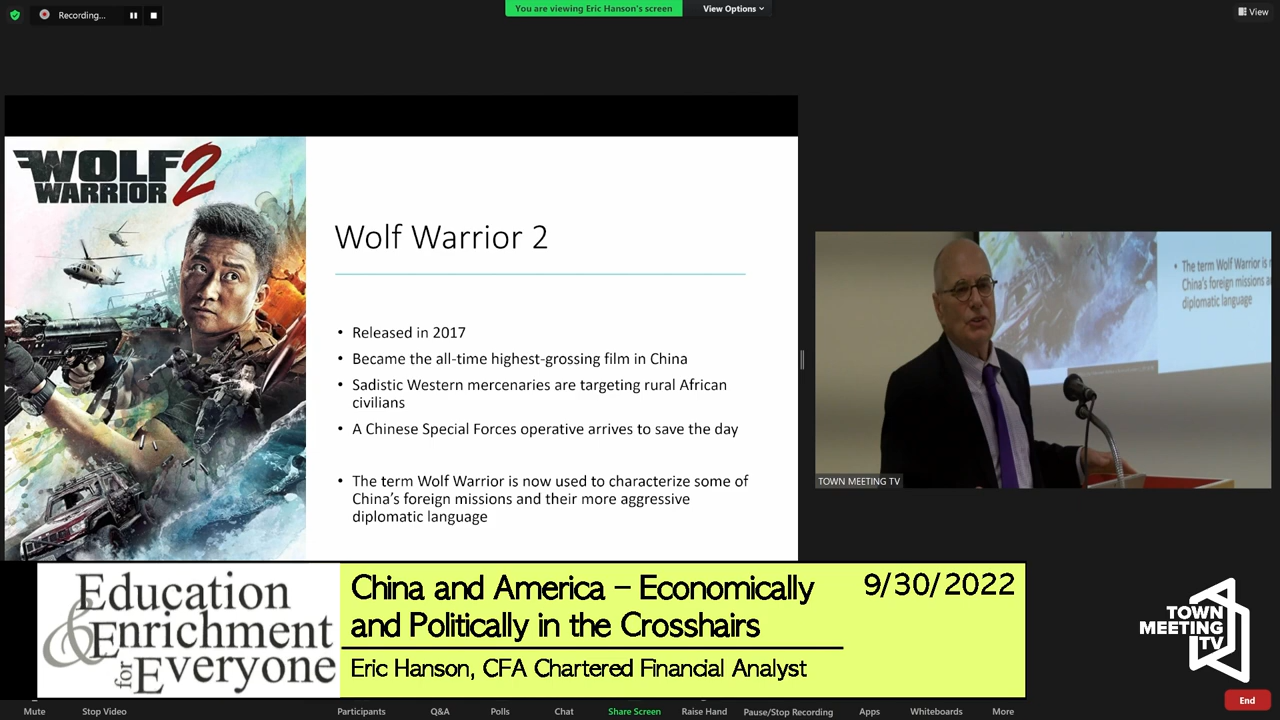 Recording...
You are viewing Eric Hanson's screen
View Options
View
WOLF
WARRIOR 2
Wolf Warrior 2
• Released in 2017
• Became the all-time highest-grossing film in China
• Sadistic Western mercenaries are targeting rural African
civilians
• A Chinese Special Forces operative arrives to save the day
• The term Wolf Warrior is now used to characterize some of
China's foreign missions and their more aggressive
diplomatic language
• The term Wolf Warrior is
China's foreign missions
diplomatic language
TOWN MEETING TV
Education
& Enrichment
for Everyone
China and America – Economically
and Politically in the Crosshairs
9/30/2022
Eric Hanson, CFA Chartered Financial Analyst
TOWN
MEETING
TV
Mute
Stop Video
Participants
Q&A
Polls
Chat
Share Screen
Raise Hand
Pause/Stop Recording
Apps
Whiteboards
More
End